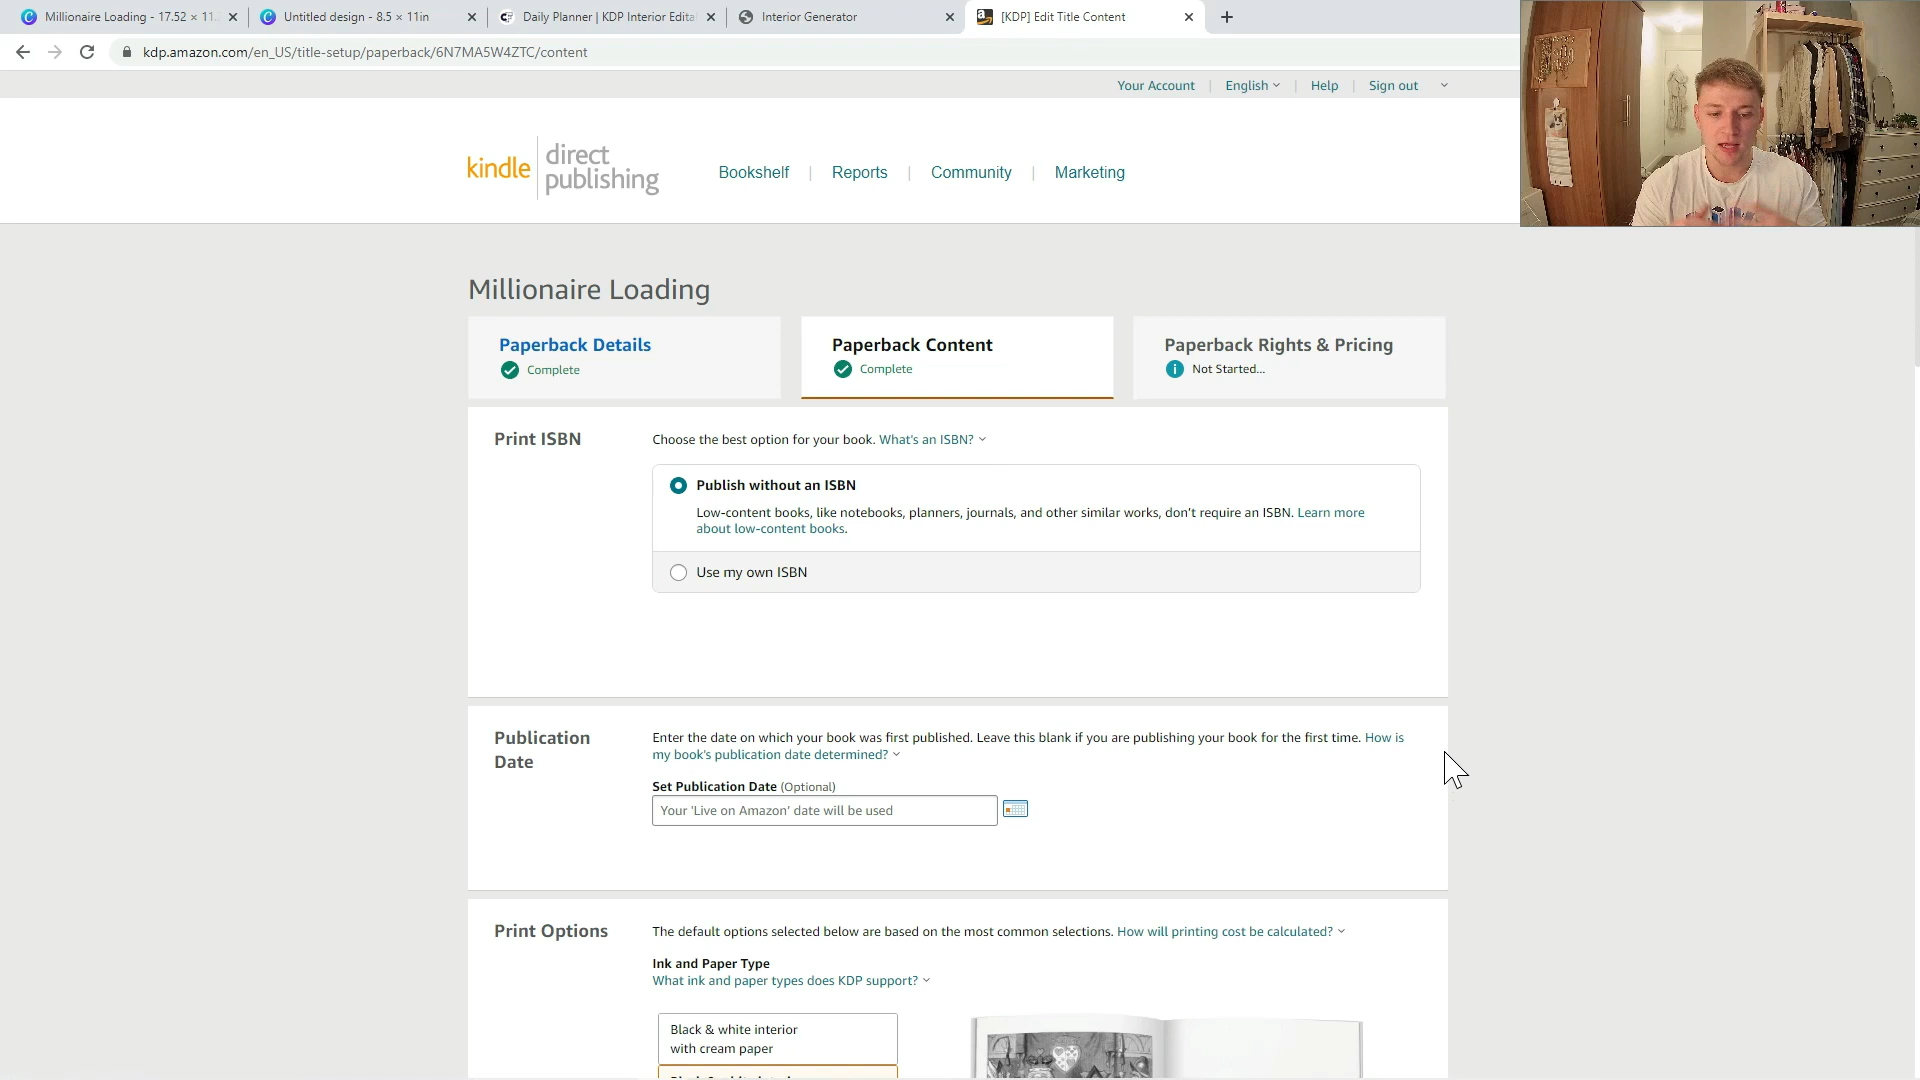 Millionaire Loading - 17.52 × 11.
Untitled design - 8.5 × 11in
Daily Planner | KDP Interior Edita
Interior Generator
[KDP] Edit Title Content
kdp.amazon.com/en_US/title-setup/paperback/6N7MA5W4ZTC/content
Your Account | English | Help | Sign out
kindle direct publishing
Bookshelf | Reports | Community | Marketing
Millionaire Loading
Paperback Details
Complete
Paperback Content
Complete
Paperback Rights & Pricing
Not Started...
Print ISBN
Choose the best option for your book. What's an ISBN?
Publish without an ISBN
Low-content books, like notebooks, planners, journals, and other similar works, don't require an ISBN. Learn more
about low-content books.
Use my own ISBN
Publication
Date
Enter the date on which your book was first published. Leave this blank if you are publishing your book for the first time. How is
my book's publication date determined?
Set Publication Date (Optional)
Your 'Live on Amazon' date will be used
Print Options
The default options selected below are based on the most common selections. How will printing cost be calculated?
Ink and Paper Type
What ink and paper types does KDP support?
Black & white interior
with cream paper